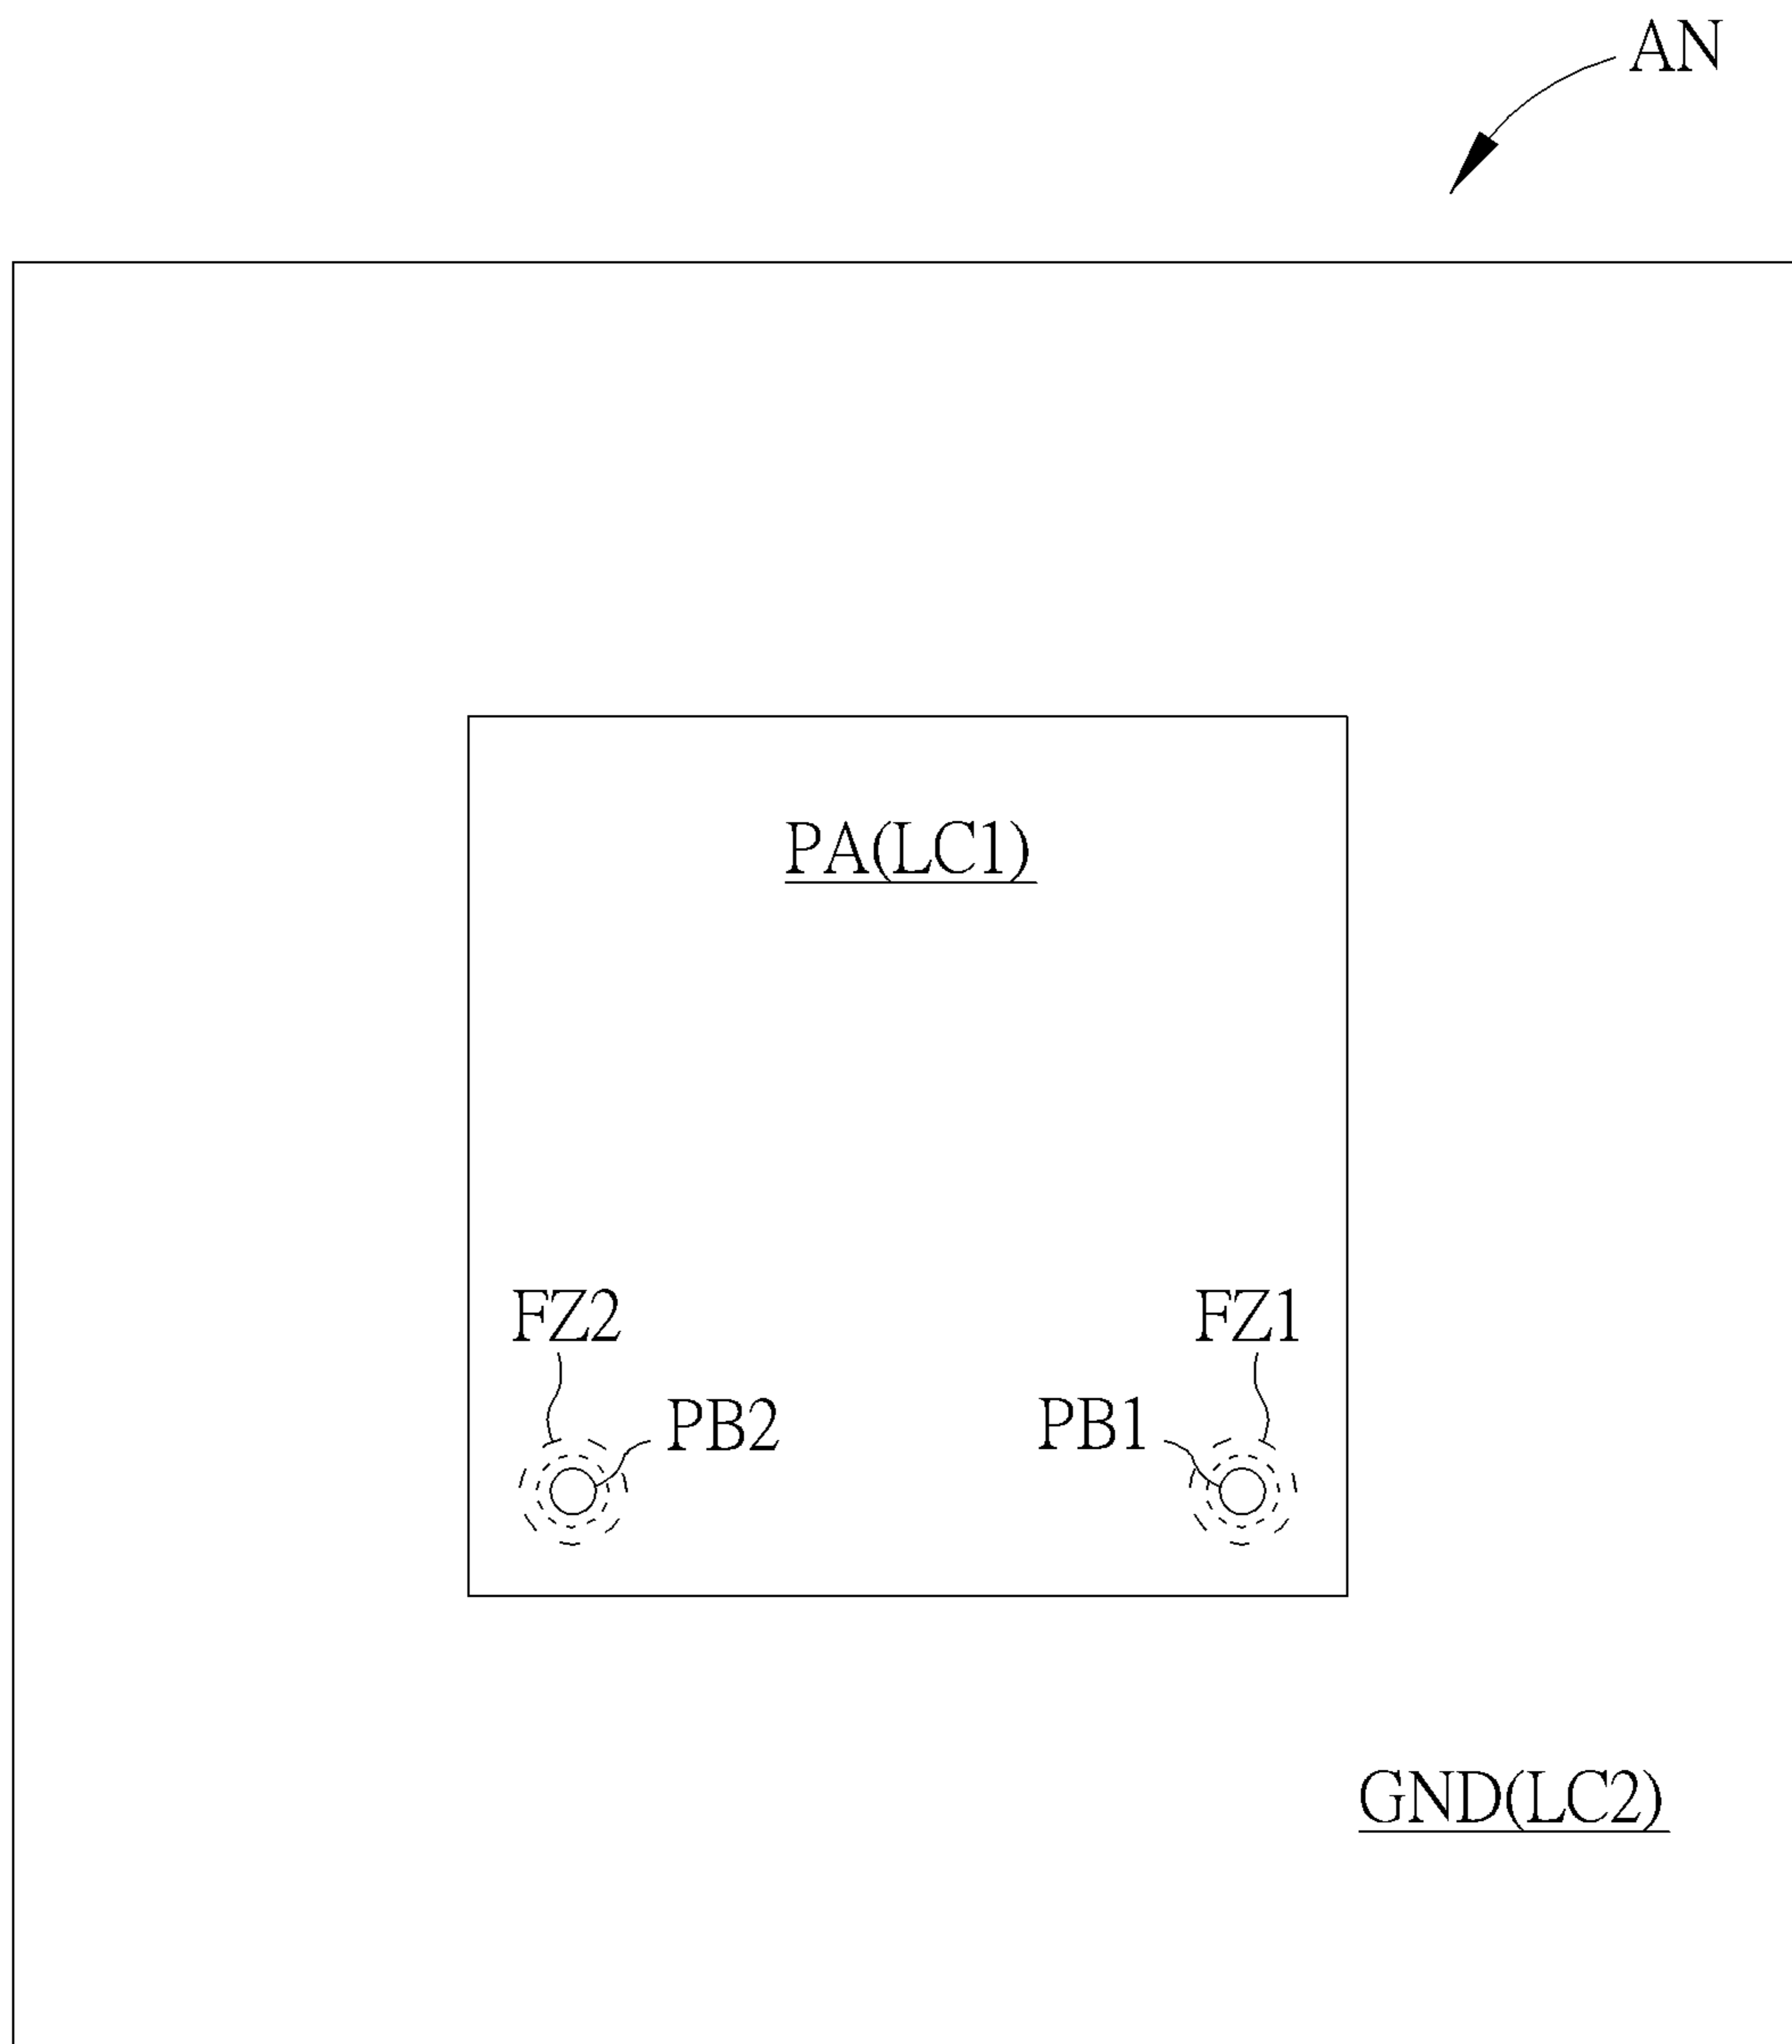 AN
PA(LC1)
FZ2
FZ1
PB2
PB1
GND(LC2)